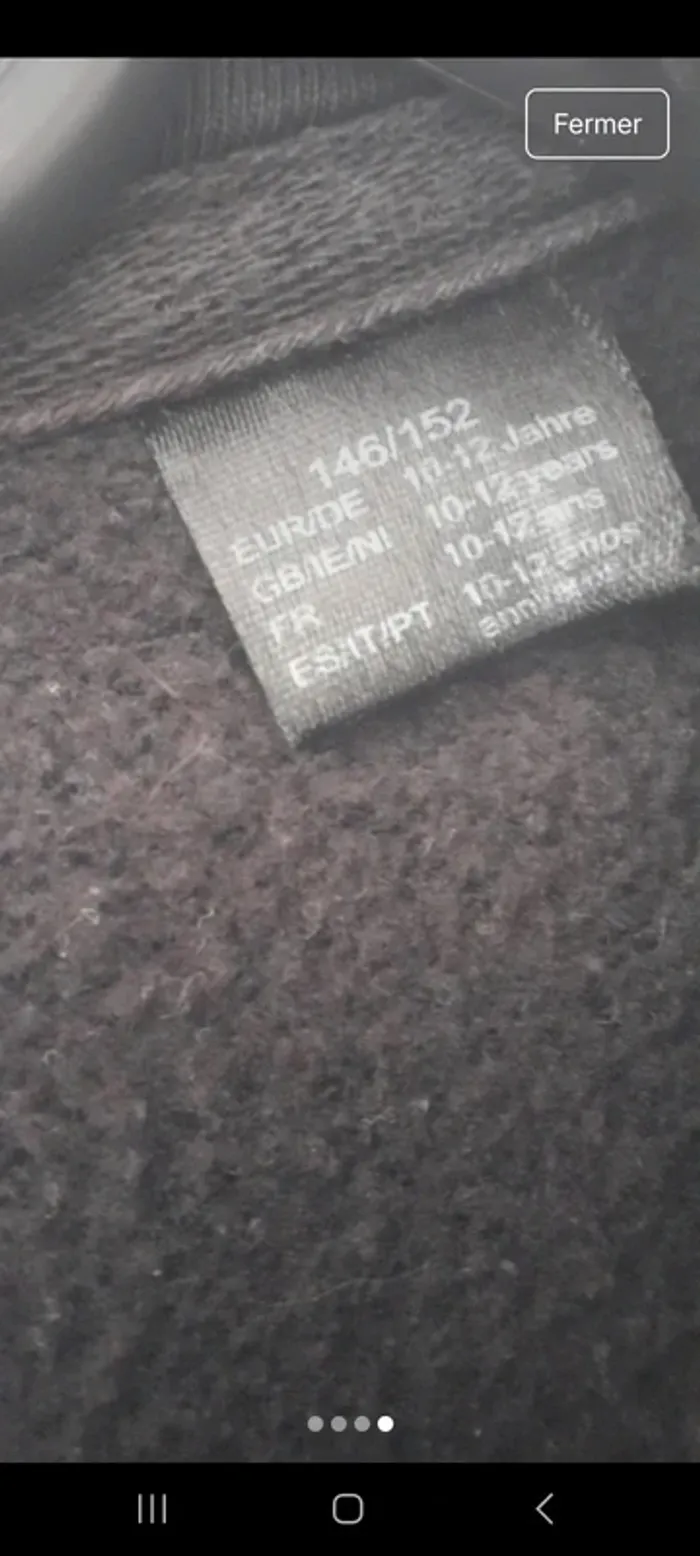 Fermer
146/152
EUR/DE 10-12 Jahre
GB/IE/NI 10-12 years
FR 10-12 ans
ES/IT/PT 10-12 años